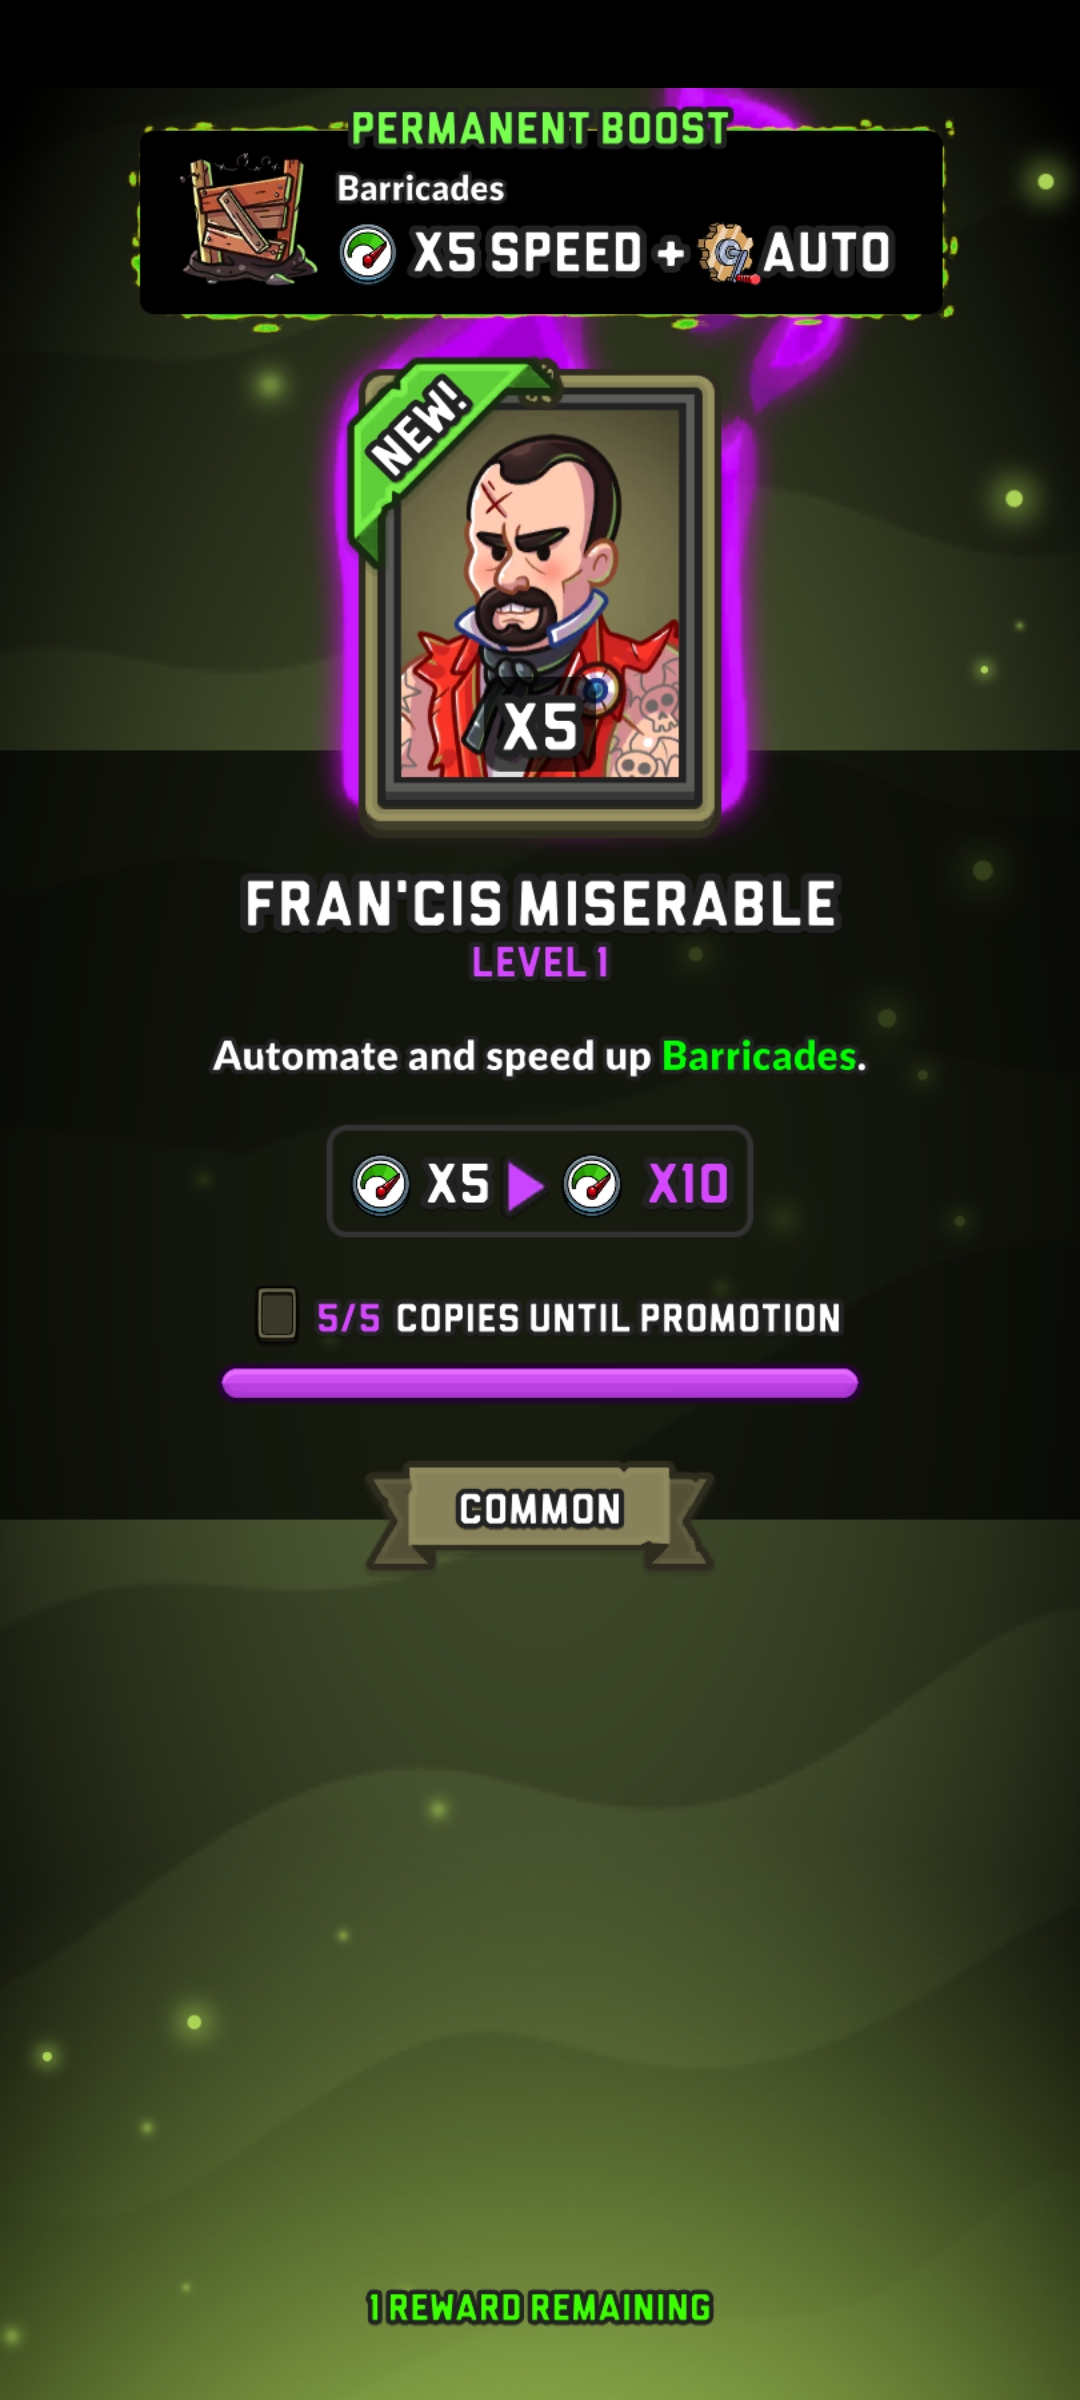 PERMANENT BOOST
Barricades
X5 SPEED + AUTO
NEW!
X5
FRAN'CIS MISERABLE
LEVEL 1
Automate and speed up Barricades.
X5 X10
5/5 COPIES UNTIL PROMOTION
COMMON
1 REWARD REMAINING